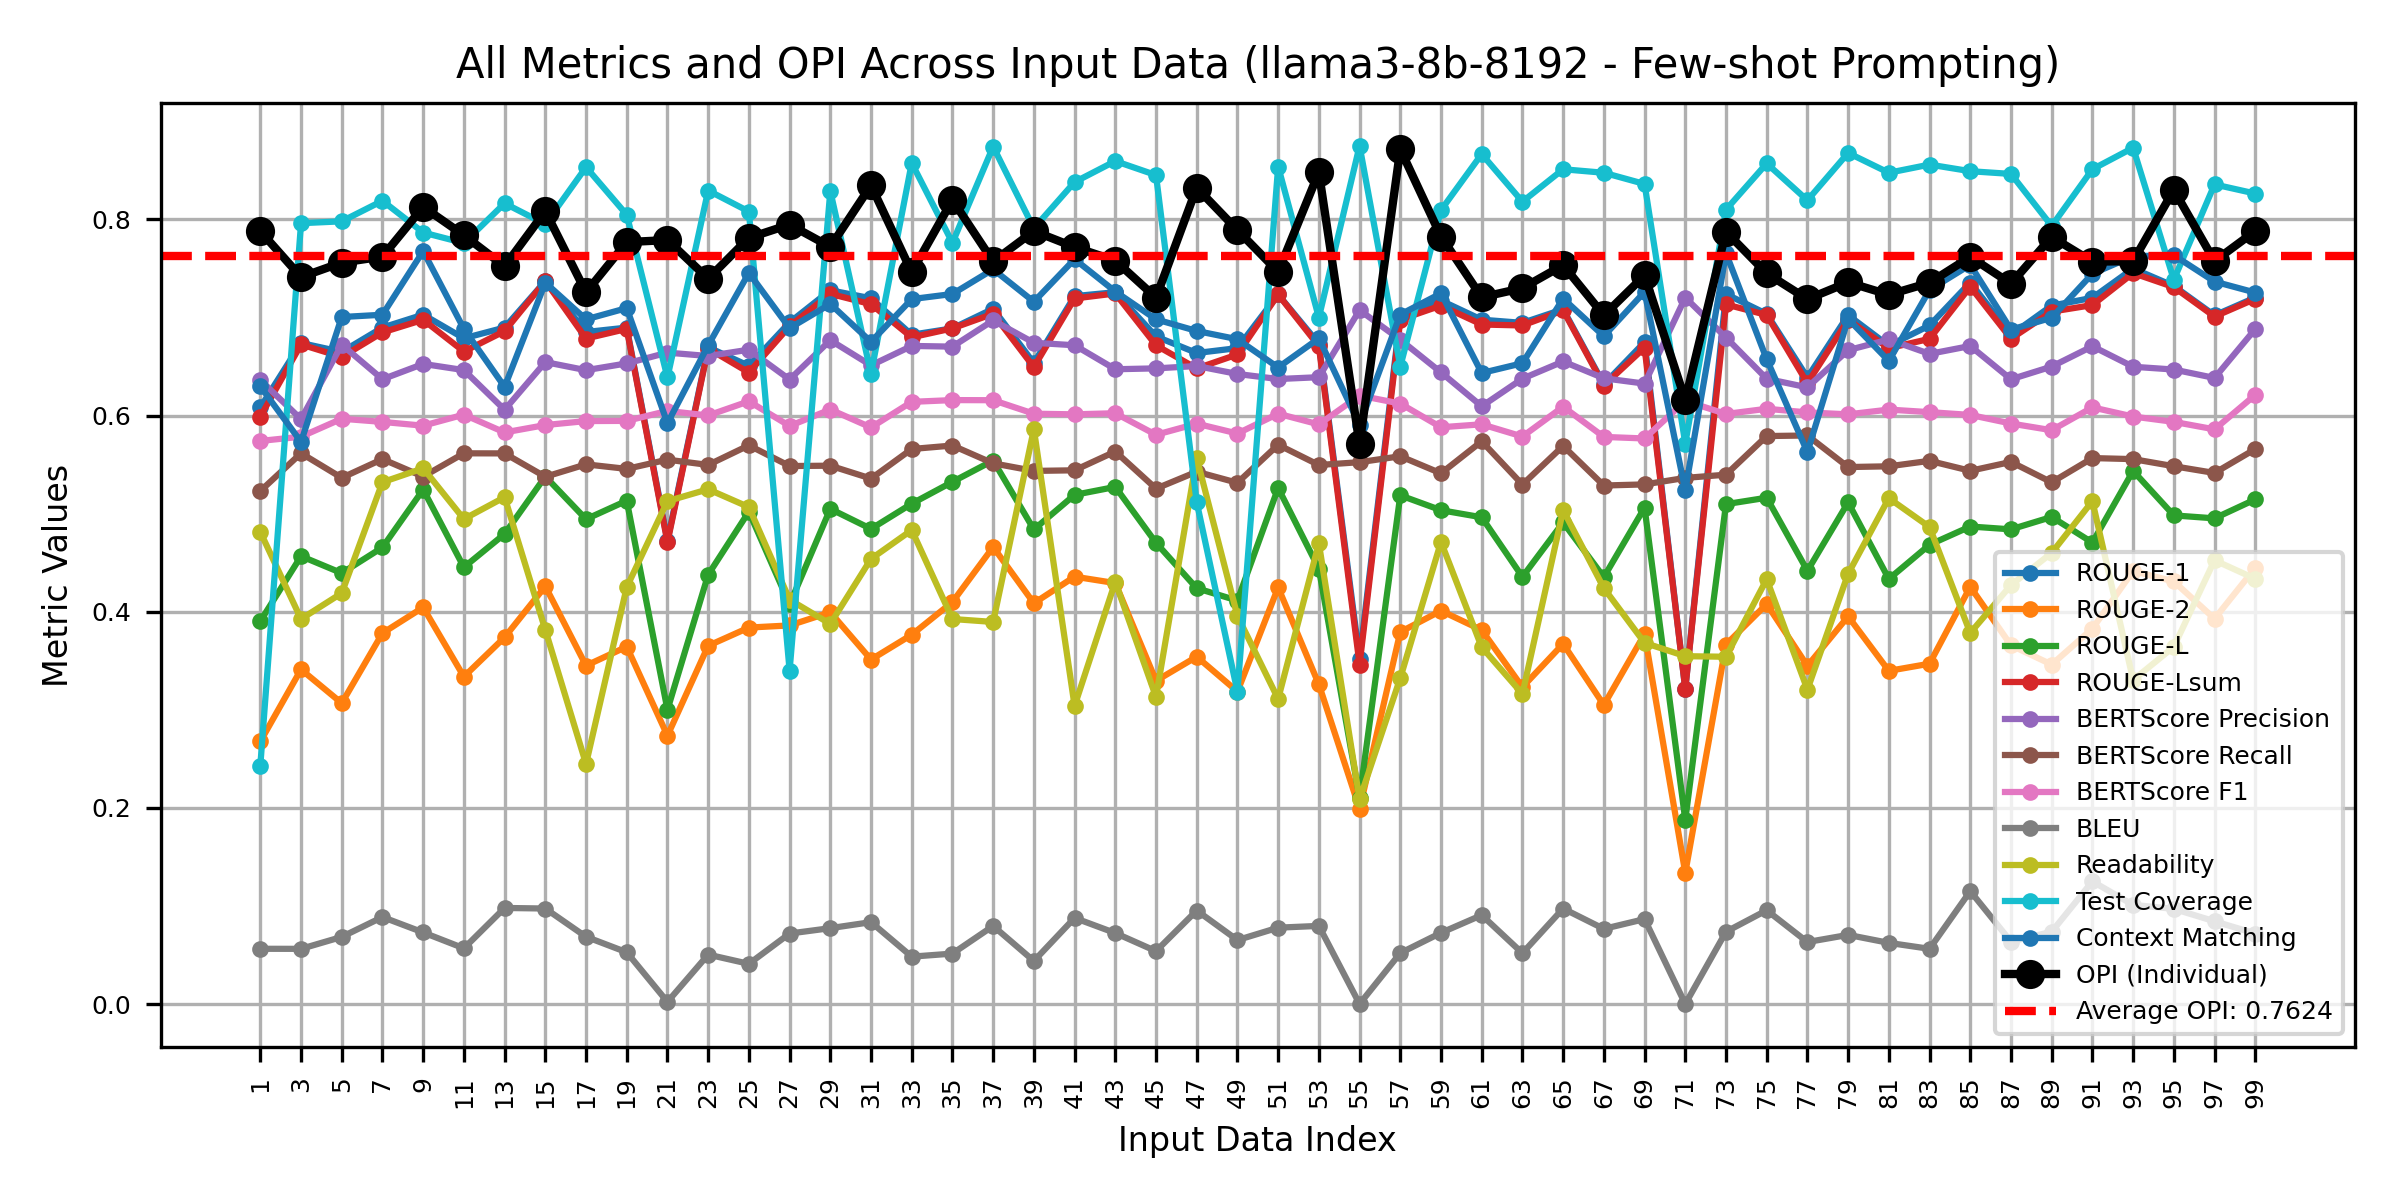 All Metrics and OPI Across Input Data (llama3-8b-8192 - Few-shot Prompting)
Metric Values
0.8
0.6
0.4
0.2
0.0
ROUGE-1
ROUGE-2
ROUGE-L
ROUGE-Lsum
BERTScore Precision
BERTScore Recall
BERTScore F1
BLEU
Readability
Test Coverage
Context Matching
OPI (Individual)
Average OPI: 0.7624
1 3 5 7 9 11 13 15 17 19 21 23 25 27 29 31 33 35 37 39 41 43 45 47 49 51 53 55 57 59 61 63 65 67 69 71 73 75 77 79 81 83 85 87 89 91 93 95 97 99
Input Data Index